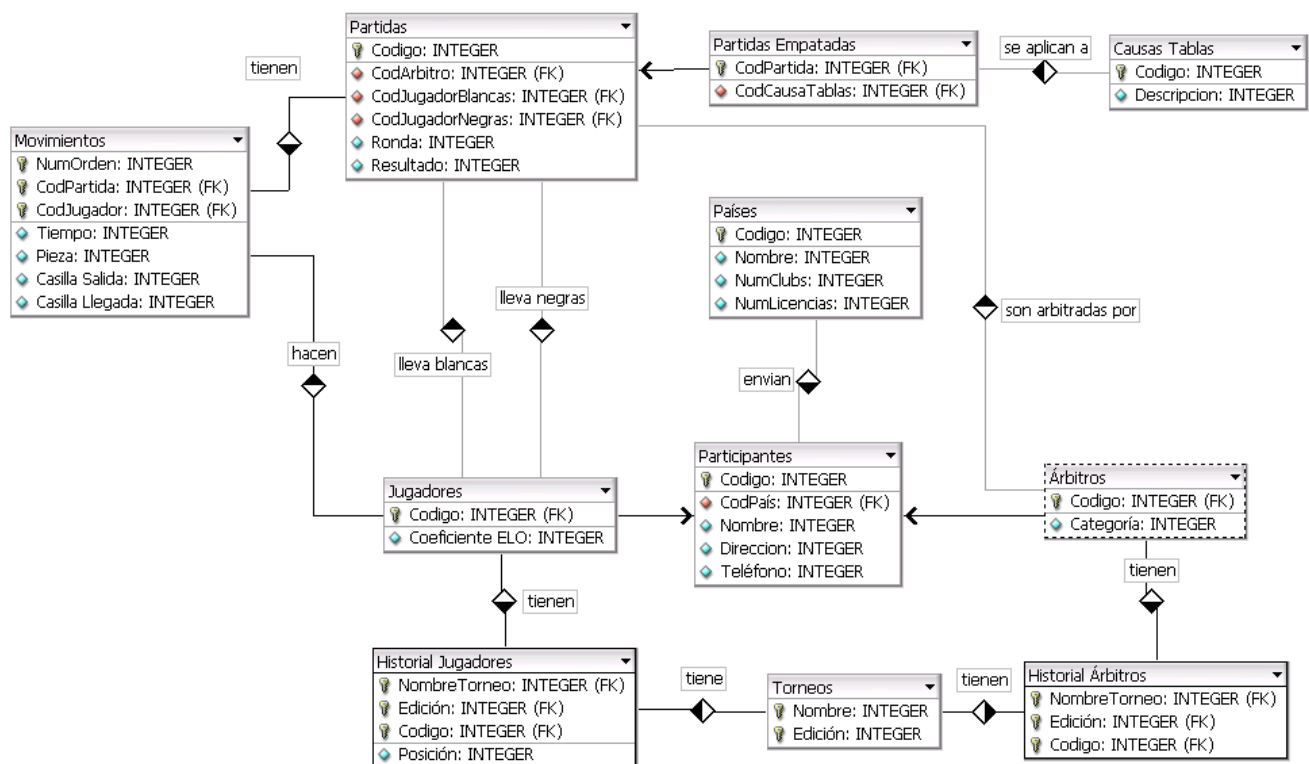 Partidas
Codigo: INTEGER
CodArbitro: INTEGER (FK)
CodJugadorBlancas: INTEGER (FK)
CodJugadorNegras: INTEGER (FK)
Ronda: INTEGER
Resultado: INTEGER
tienen
Partidas Empatadas
CodPartida: INTEGER (FK)
CodCausaTablas: INTEGER (FK)
se aplican a
Causas Tablas
Codigo: INTEGER
Descripcion: INTEGER
Movimientos
NumOrden: INTEGER
CodPartida: INTEGER (FK)
CodJugador: INTEGER (FK)
Tiempo: INTEGER
Pieza: INTEGER
Casilla Salida: INTEGER
Casilla Llegada: INTEGER
Países
Codigo: INTEGER
Nombre: INTEGER
NumClubs: INTEGER
NumLicencias: INTEGER
lleva negras
son arbitradas por
hacen
lleva blancas
envian
Participantes
Codigo: INTEGER
CodPaís: INTEGER (FK)
Nombre: INTEGER
Direccion: INTEGER
Teléfono: INTEGER
Jugadores
Codigo: INTEGER (FK)
Coeficiente ELO: INTEGER
Árbitros
Codigo: INTEGER (FK)
Categoría: INTEGER
tienen
tienen
Historial Jugadores
NombreTorneo: INTEGER (FK)
Edición: INTEGER (FK)
Codigo: INTEGER (FK)
Posición: INTEGER
tiene
Torneos
Nombre: INTEGER
Edición: INTEGER
tienen
Historial Árbitros
NombreTorneo: INTEGER (FK)
Edición: INTEGER (FK)
Codigo: INTEGER (FK)